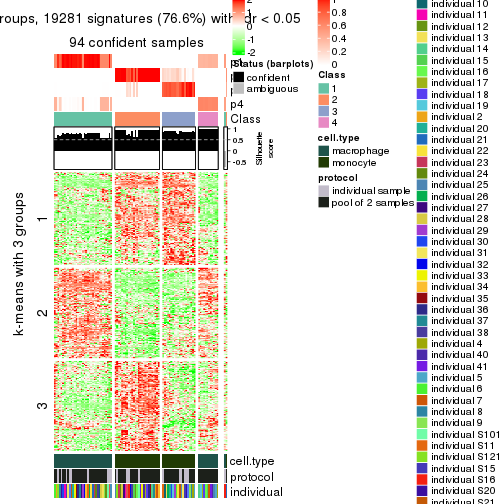 roups, 19281 signatures (76.6%) with fdr < 0.05
94 confident samples
p4
Class
1
0.5
0
-0.5
Silhouette
score
k-means with 3 groups
1
2
3
cell.type
protocol
individual
2
1
0
-1
-2
Status (barplots)
confident
ambiguous
Class
1
2
3
4
0.8
0.6
0.4
0.2
0
Class
1
2
3
4
cell.type
macrophage
monocyte
protocol
individual sample
pool of 2 samples
individual 10
individual 11
individual 12
individual 13
individual 14
individual 15
individual 16
individual 17
individual 18
individual 19
individual 2
individual 20
individual 21
individual 22
individual 23
individual 24
individual 25
individual 26
individual 27
individual 28
individual 29
individual 30
individual 31
individual 32
individual 33
individual 34
individual 35
individual 36
individual 37
individual 38
individual 4
individual 40
individual 41
individual 5
individual 6
individual 7
individual 8
individual 9
individual S101
individual S11
individual S121
individual S15
individual S16
individual S20
individual S21